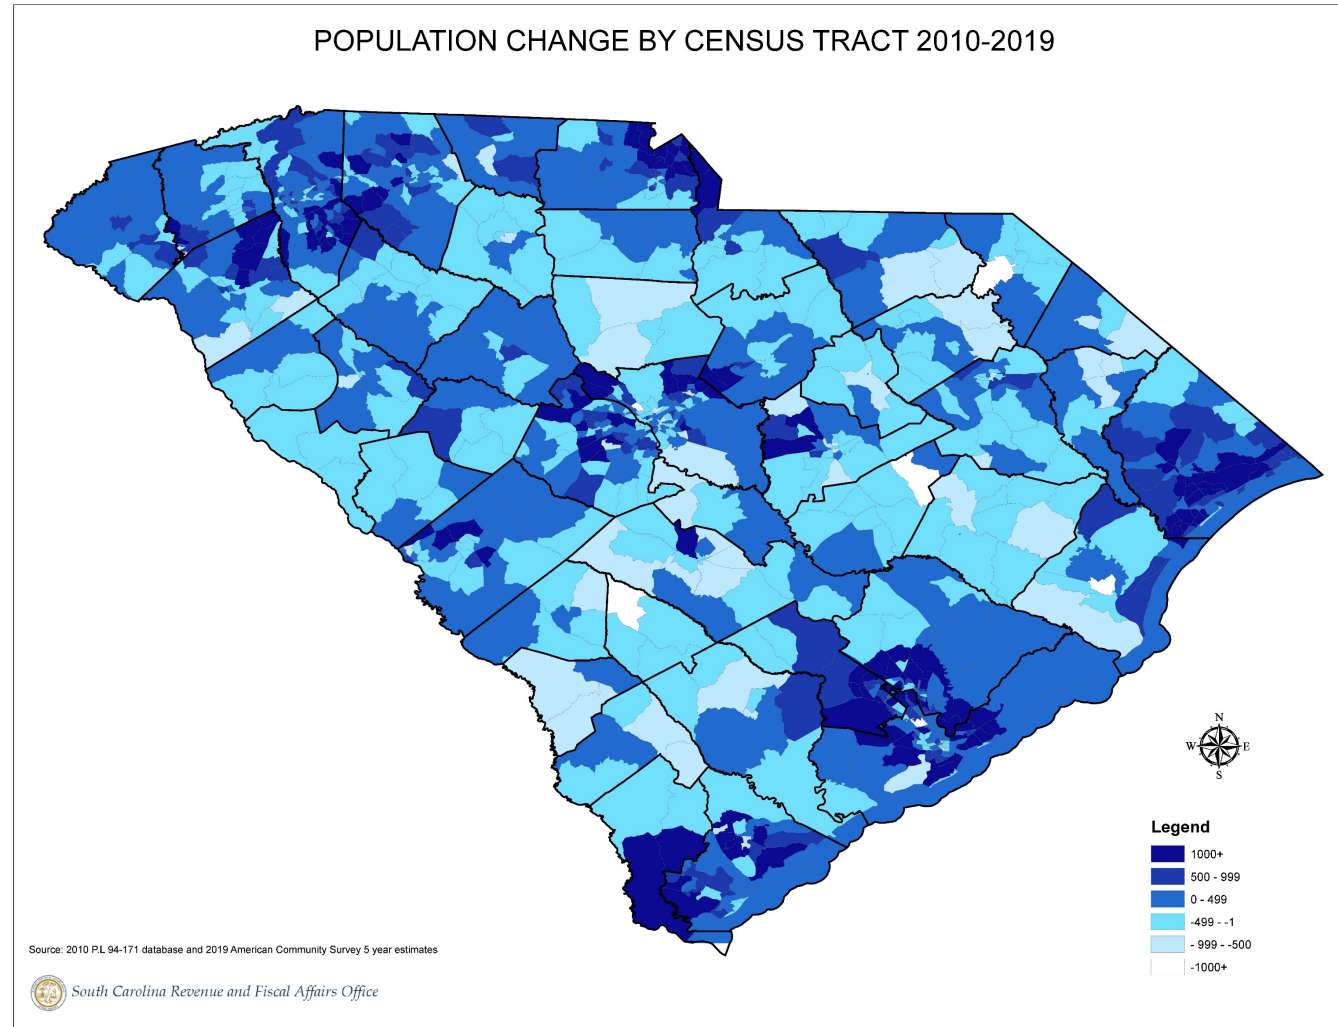 POPULATION CHANGE BY CENSUS TRACT 2010-2019
N
W E
S
Legend
1000+
500 - 999
0 - 499
-499 - -1
- 999 - -500
-1000+
Source: 2010 P.L 94-171 database and 2019 American Community Survey 5 year estimates
South Carolina Revenue and Fiscal Affairs Office